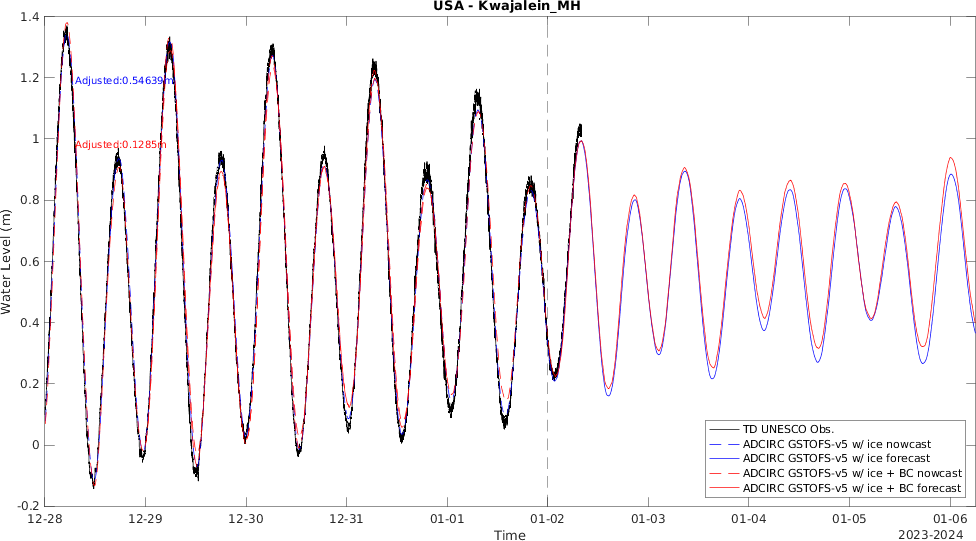 USA - Kwajalein_MH
1.4
1.2
1
0.8
0.6
0.4
0.2
0
-0.2
Water Level (m)
Adjusted:0.54639m
Adjusted:0.1285m
TD UNESCO Obs.
ADCIRC GSTOFS-v5 w/ ice nowcast
ADCIRC GSTOFS-v5 w/ ice forecast
ADCIRC GSTOFS-v5 w/ ice + BC nowcast
ADCIRC GSTOFS-v5 w/ ice + BC forecast
12-28 12-29 12-30 12-31 01-01 01-02 01-03 01-04 01-05 01-06
Time
2023-2024